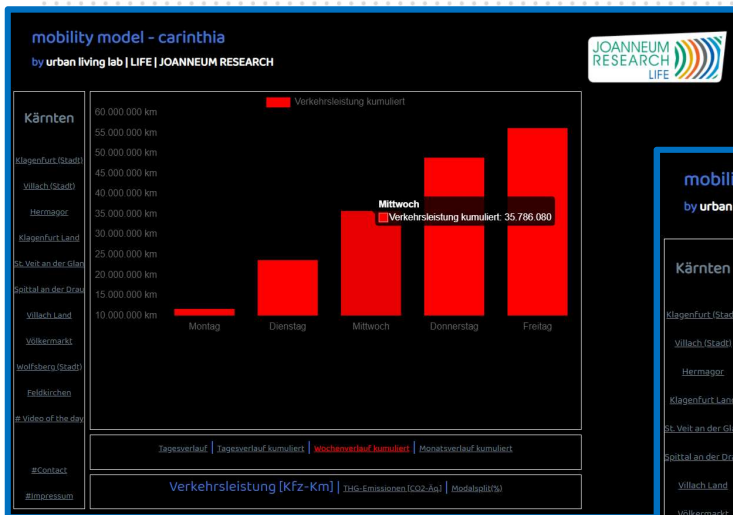 mobility model - carinthia
by urban living lab | LIFE | JOANNEUM RESEARCH
JOANNEUM
RESEARCH
LIFE
Kärnten
Klagenfurt (Stadt)
Villach (Stadt)
Hermagor
Klagenfurt Land
St. Veit an der Glan
Spittal an der Drau
Villach Land
Völkermarkt
Wolfsberg (Stadt)
Feldkirchen
# Video of the day
#Contact
#Impressum
Verkehrsleistung kumuliert
60.000.000 km
55.000.000 km
50.000.000 km
45.000.000 km
40.000.000 km
35.000.000 km
30.000.000 km
25.000.000 km
20.000.000 km
15.000.000 km
10.000.000 km
Mittwoch
Verkehrsleistung kumuliert: 35.786.080
Montag Dienstag Mittwoch Donnerstag Freitag
Tagesverlauf | Tagesverlauf kumuliert | Wochenverlauf kumuliert | Monatsverlauf kumuliert
Verkehrsleistung [Kfz-Km] | THG-Emissionen [CO2-Äq.] | Modalsplit(%)
mobili
by urban
Kärnten
Klagenfurt (Stad
Villach (Stadt)
Hermagor
Klagenfurt Land
St. Veit an der Gla
Spittal an der Dra
Villach Land
Völkermarkt